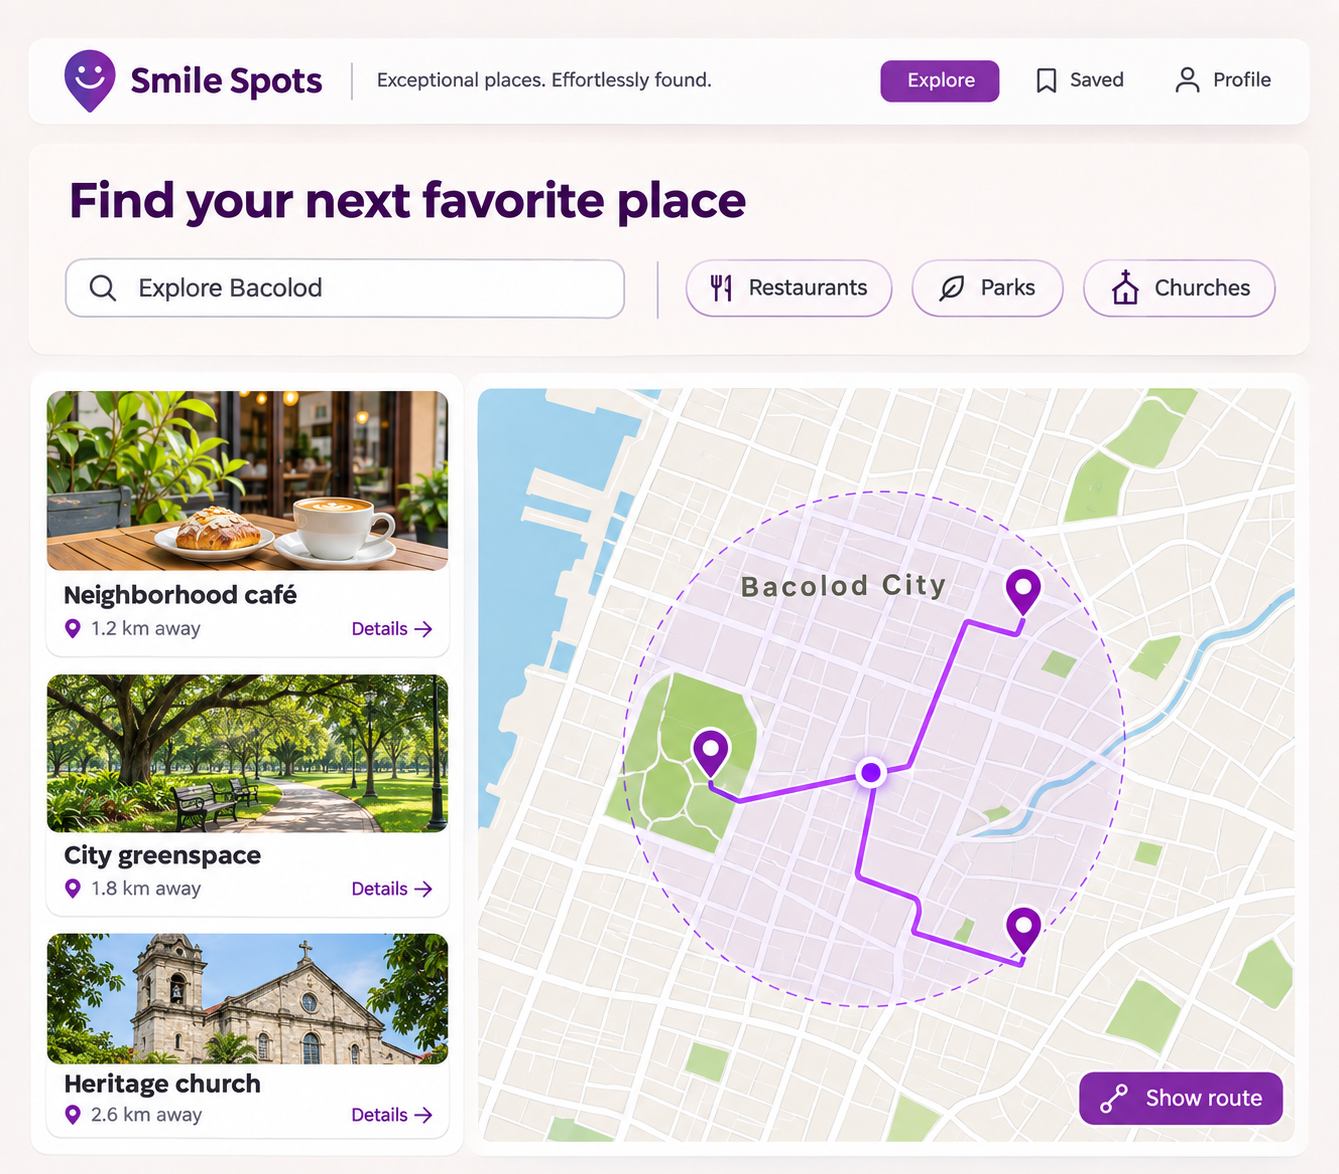 Smile Spots
Exceptional places. Effortlessly found.
Explore
Saved
Profile
Find your next favorite place
Explore Bacolod
Restaurants
Parks
Churches
Neighborhood café
1.2 km away
Details
City greenspace
1.8 km away
Details
Heritage church
2.6 km away
Details
Bacolod City
Show route